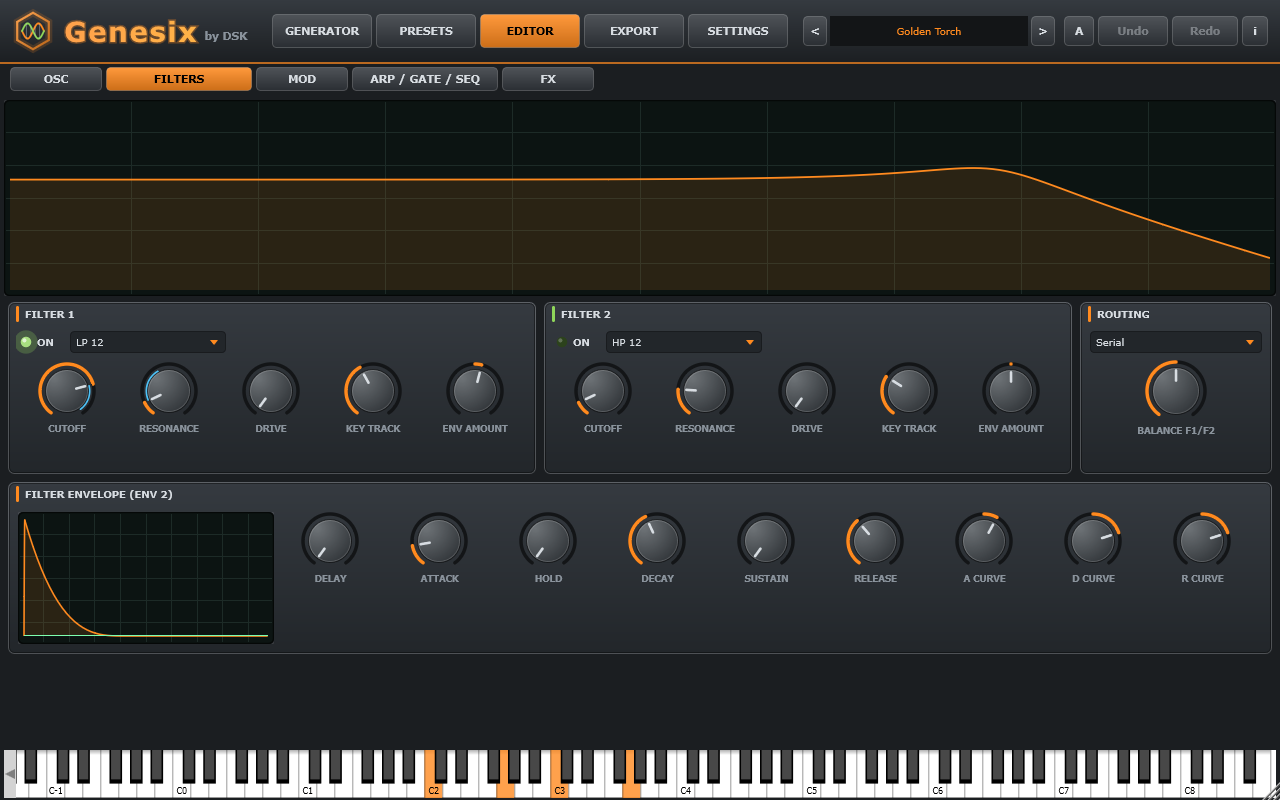 Genesix by DSK GENERATOR PRESETS EDITOR EXPORT SETTINGS < Golden Torch > A Undo Redo i
OSC FILTERS MOD ARP / GATE / SEQ FX
FILTER 1
ON LP 12
CUTOFF RESONANCE DRIVE KEY TRACK ENV AMOUNT
FILTER 2
ON HP 12
CUTOFF RESONANCE DRIVE KEY TRACK ENV AMOUNT
ROUTING
Serial
BALANCE F1/F2
FILTER ENVELOPE (ENV 2)
DELAY ATTACK HOLD DECAY SUSTAIN RELEASE A CURVE D CURVE R CURVE
C-1 C0 C1 C2 C3 C4 C5 C6 C7 C8